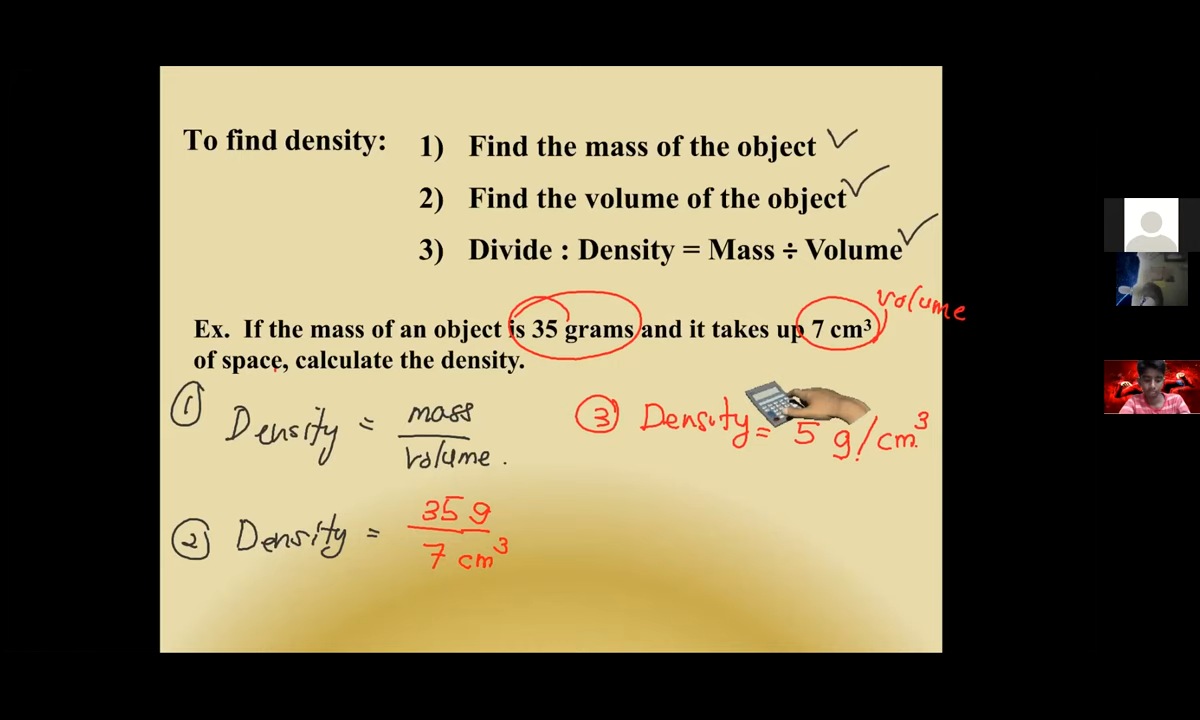 To find density:
1) Find the mass of the object
2) Find the volume of the object
3) Divide : Density = Mass ÷ Volume
volume
Ex. If the mass of an object is 35 grams and it takes up 7 cm³
of space, calculate the density.
① Density = mass / volume.
② Density = 35 g / 7 cm³
③ Density = 5 g/cm³